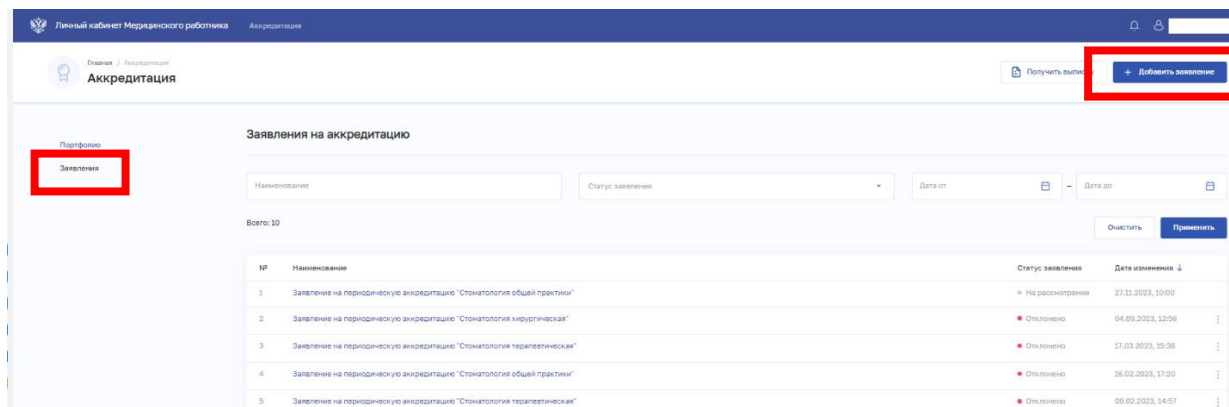 Личный кабинет Медицинского работника Аккредитация
Главная / Аккредитация
Аккредитация
Получить выписку
+ Добавить заявление
Портфолио
Заявления
Заявления на аккредитацию
Наименование Статус заявления Дата от – Дата до
Всего: 10
Очистить Применить
№ Наименование Статус заявления Дата изменения ↓
1 Заявление на периодическую аккредитацию "Стоматология общей практики" На рассмотрении 27.11.2023, 10:00
2 Заявление на периодическую аккредитацию "Стоматология хирургическая" Отклонено 04.09.2023, 12:56
3 Заявление на периодическую аккредитацию "Стоматология терапевтическая" Отклонено 17.03.2023, 15:38
4 Заявление на периодическую аккредитацию "Стоматология общей практики" Отклонено 16.02.2023, 17:20
5 Заявление на периодическую аккредитацию "Стоматология терапевтическая" Отклонено 09.02.2023, 14:57